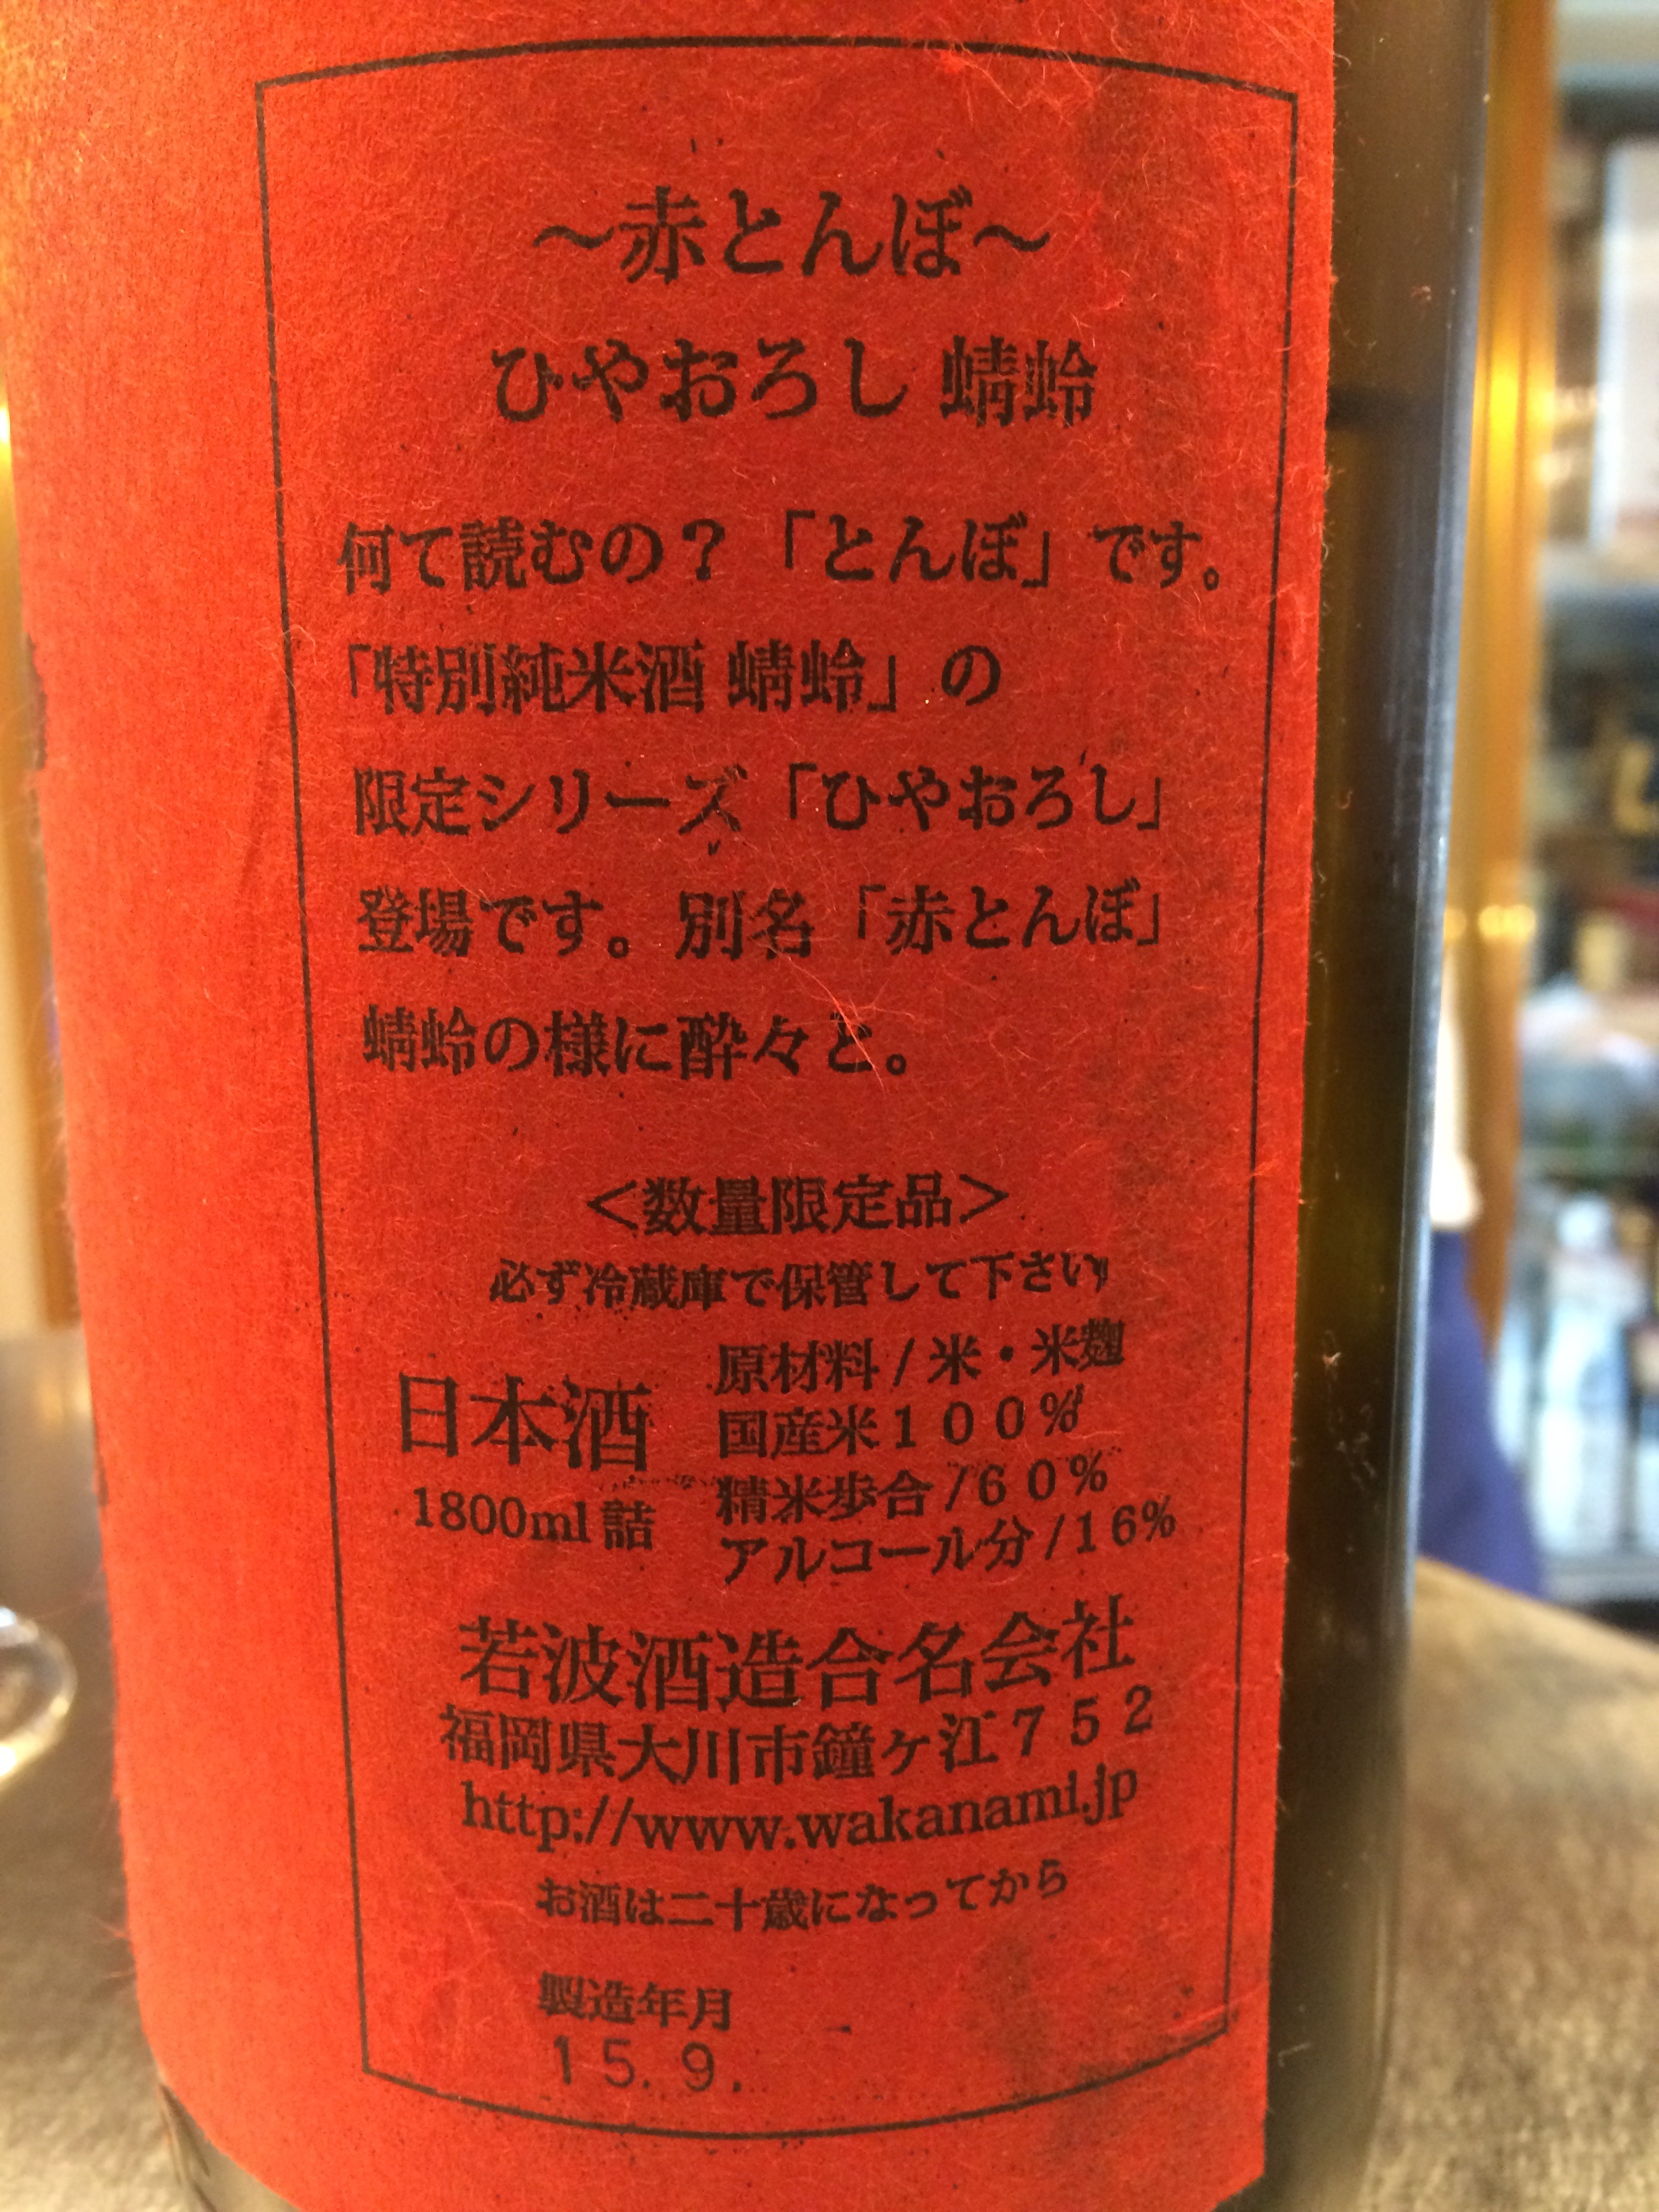 ～赤とんぼ～
ひやおろし 蜻蛉
何て読むの？「とんぼ」です。
「特別純米酒 蜻蛉」の
限定シリーズ「ひやおろし」
登場です。別名「赤とんぼ」
蜻蛉の様に酔々と。
＜数量限定品＞
必ず冷蔵庫で保管して下さい
原材料/米・米麹
国産米１００％
日本酒
精米歩合/６０％
1800ml詰
アルコール分/16%
若波酒造合名会社
福岡県大川市鐘ヶ江７５２
http://www.wakanami.jp
お酒は二十歳になってから
製造年月
15.9.